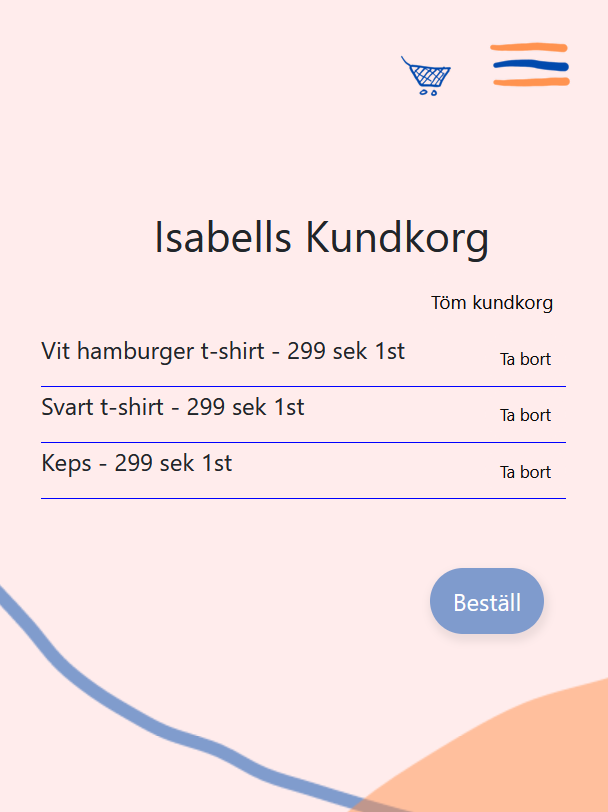 Isabells Kundkorg
Töm kundkorg
Vit hamburger t-shirt - 299 sek 1st
Ta bort
Svart t-shirt - 299 sek 1st
Ta bort
Keps - 299 sek 1st
Ta bort
Beställ